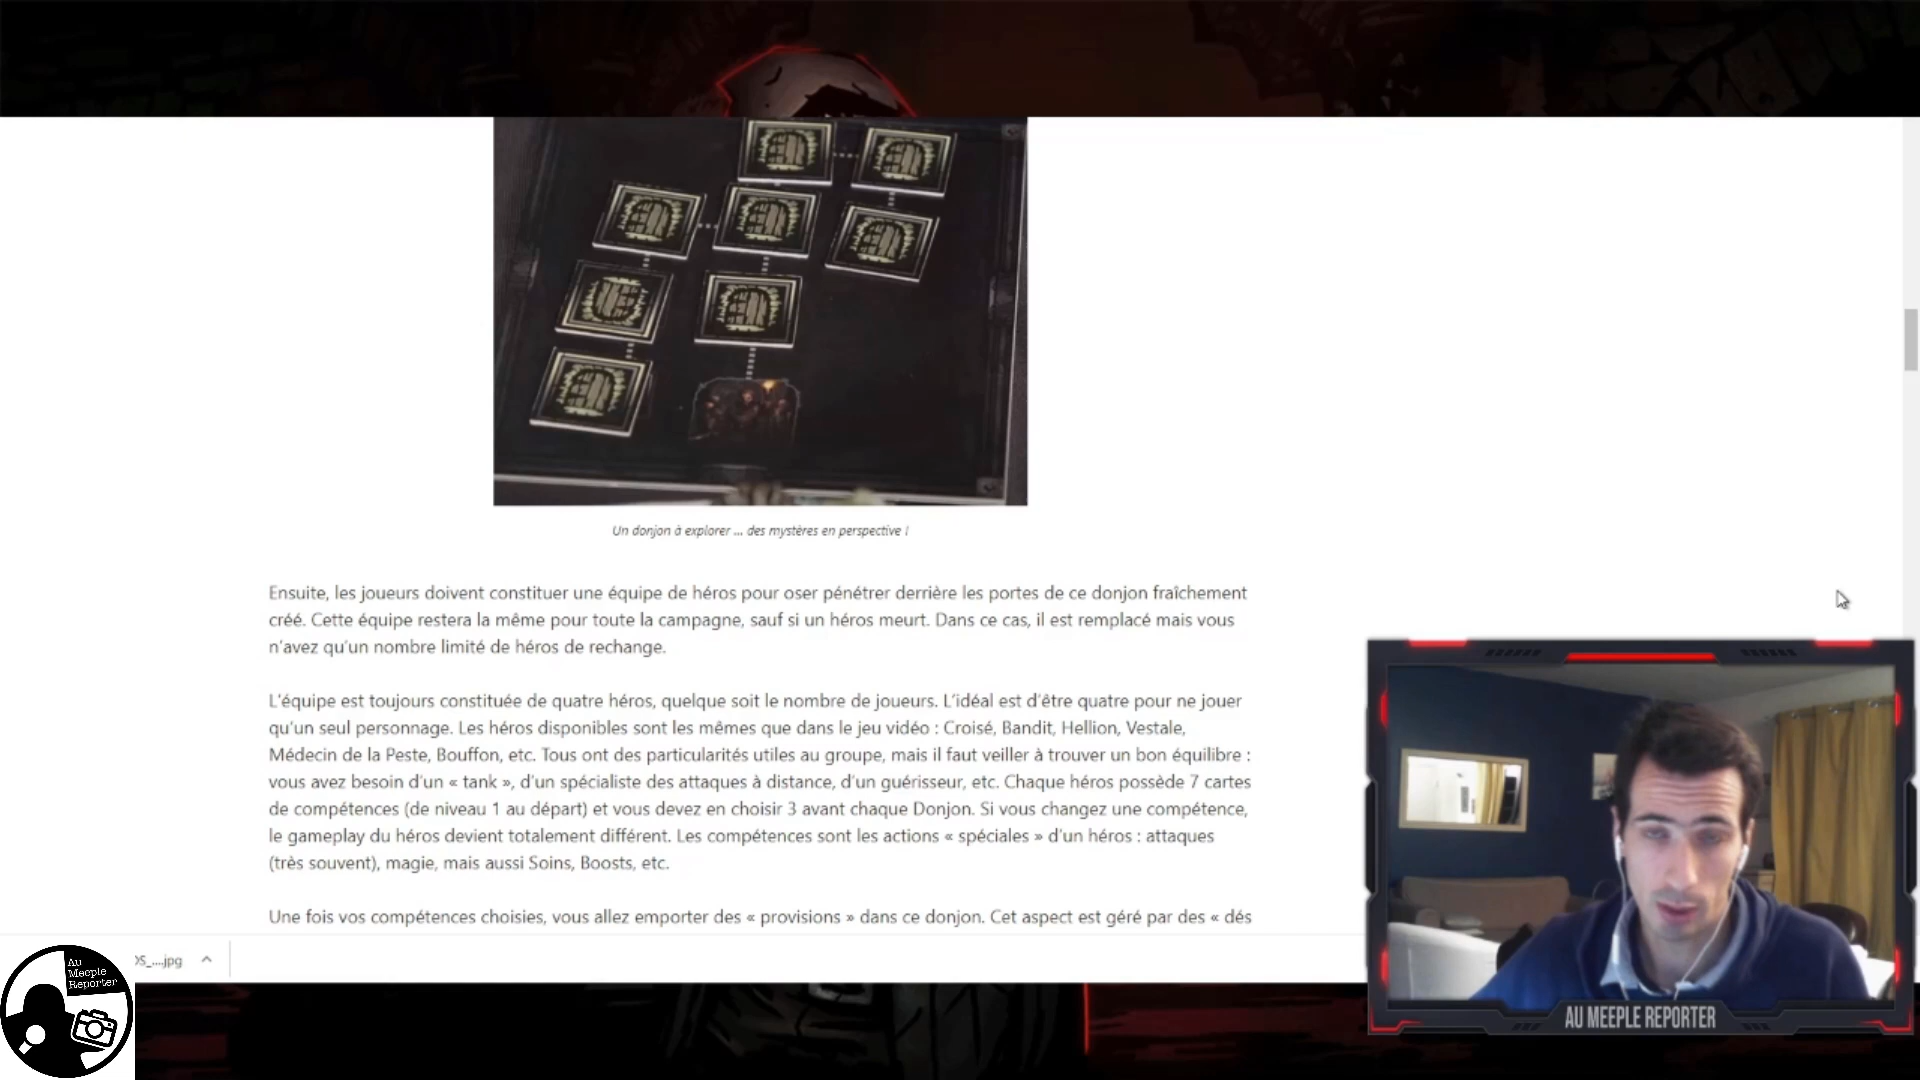 Un donjon à explorer ... des mystères en perspective !
Ensuite, les joueurs doivent constituer une équipe de héros pour oser pénétrer derrière les portes de ce donjon fraîchement
créé. Cette équipe restera la même pour toute la campagne, sauf si un héros meurt. Dans ce cas, il est remplacé mais vous
n'avez qu'un nombre limité de héros de rechange.
L'équipe est toujours constituée de quatre héros, quelque soit le nombre de joueurs. L'idéal est d'être quatre pour ne jouer
qu'un seul personnage. Les héros disponibles sont les mêmes que dans le jeu vidéo : Croisé, Bandit, Hellion, Vestale,
Médecin de la Peste, Bouffon, etc. Tous ont des particularités utiles au groupe, mais il faut veiller à trouver un bon équilibre :
vous avez besoin d'un « tank », d'un spécialiste des attaques à distance, d'un guérisseur, etc. Chaque héros possède 7 cartes
de compétences (de niveau 1 au départ) et vous devez en choisir 3 avant chaque Donjon. Si vous changez une compétence,
le gameplay du héros devient totalement différent. Les compétences sont les actions « spéciales » d'un héros : attaques
(très souvent), magie, mais aussi Soins, Boosts, etc.
Une fois vos compétences choisies, vous allez emporter des « provisions » dans ce donjon. Cet aspect est géré par des « dés
OS_....jpg
Au
Meeple
Reporter
AU MEEPLE REPORTER